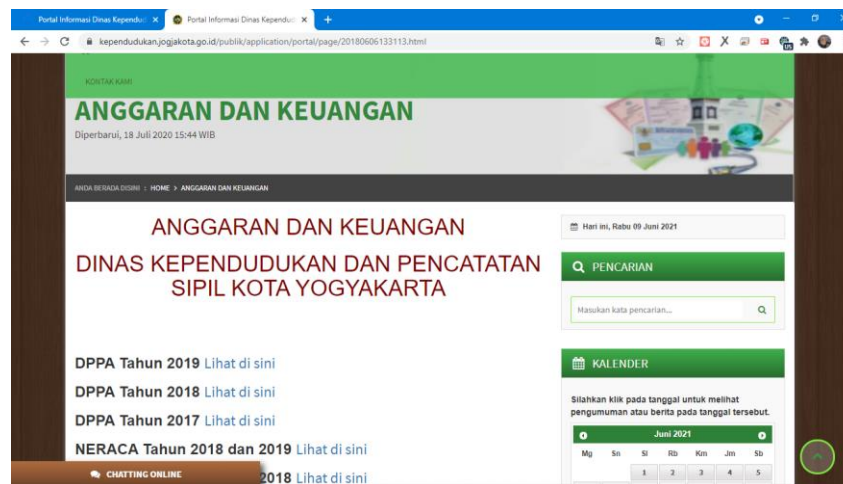 Portal Informasi Dinas Kependud
Portal Informasi Dinas Kependuc
kependudukan.jogjakota.go.id/publik/application/portal/page/20180606133113.html
US
KONTAK KAMI
ANGGARAN DAN KEUANGAN
Diperbarui, 18 Juli 2020 15:44 WIB
ANDA BERADA DISINI : HOME > ANGGARAN DAN KEUANGAN
ANGGARAN DAN KEUANGAN
DINAS KEPENDUDUKAN DAN PENCATATAN
SIPIL KOTA YOGYAKARTA
DPPA Tahun 2019 Lihat di sini
DPPA Tahun 2018 Lihat di sini
DPPA Tahun 2017 Lihat di sini
NERACA Tahun 2018 dan 2019 Lihat di sini
2018 Lihat di sini
CHATTING ONLINE
Hari ini, Rabu 09 Juni 2021
PENCARIAN
Masukan kata pencarian...
KALENDER
Silahkan klik pada tanggal untuk melihat
pengumuman atau berita pada tanggal tersebut.
Juni 2021
Mg Sn Sl Rb Km Jm Sb
1 2 3 4 5